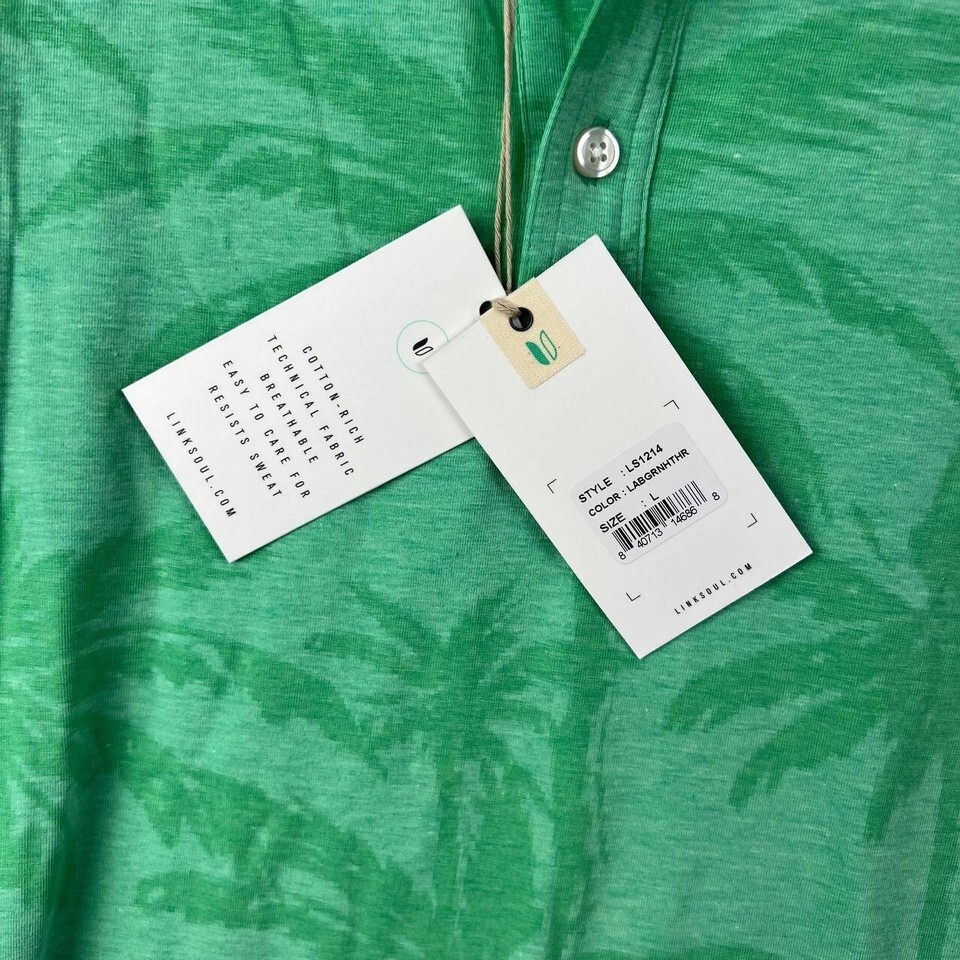 COTTON-RICH
TECHNICAL FABRIC
BREATHABLE
EASY TO CARE FOR
RESISTS SWEAT
LINKSOUL.COM
STYLE : LS1214
COLOR : LABGRNHTHR
SIZE : L
8 40713 14686 8
LINKSOUL.COM